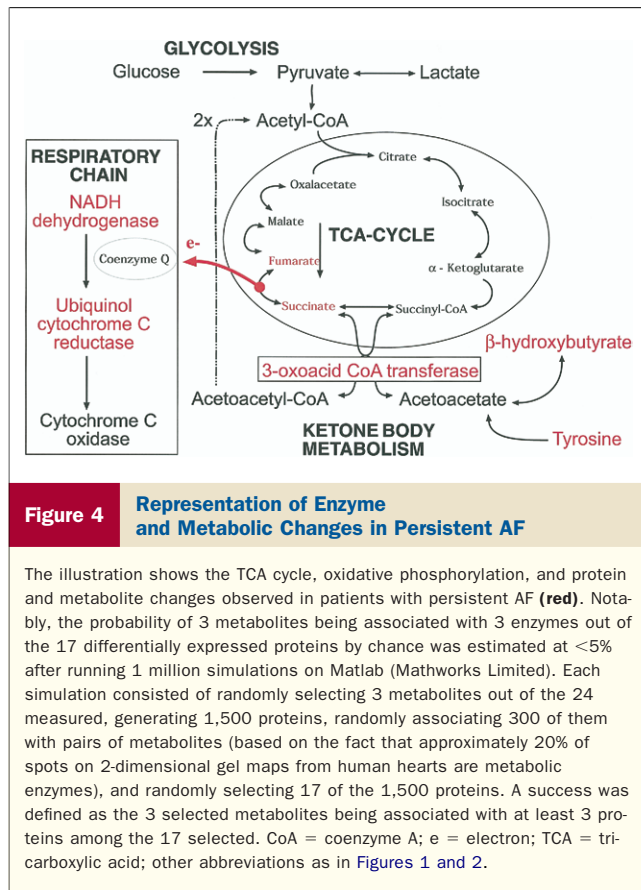 GLYCOLYSIS
Glucose Pyruvate Lactate
2x Acetyl-CoA
RESPIRATORY
CHAIN
NADH
dehydrogenase
Coenzyme Q
e-
Ubiquinol
cytochrome C
reductase
Cytochrome C
oxidase
Citrate
Oxalacetate
Isocitrate
Malate
TCA-CYCLE
Fumarate
α - Ketoglutarate
Succinate
Succinyl-CoA
β-hydroxybutyrate
3-oxoacid CoA transferase
Acetoacetyl-CoA
Acetoacetate
KETONE BODY
METABOLISM
Tyrosine
Figure 4
Representation of Enzyme
and Metabolic Changes in Persistent AF
The illustration shows the TCA cycle, oxidative phosphorylation, and protein
and metabolite changes observed in patients with persistent AF (red). Nota-
bly, the probability of 3 metabolites being associated with 3 enzymes out of
the 17 differentially expressed proteins by chance was estimated at <5%
after running 1 million simulations on Matlab (Mathworks Limited). Each
simulation consisted of randomly selecting 3 metabolites out of the 24
measured, generating 1,500 proteins, randomly associating 300 of them
with pairs of metabolites (based on the fact that approximately 20% of
spots on 2-dimensional gel maps from human hearts are metabolic
enzymes), and randomly selecting 17 of the 1,500 proteins. A success was
defined as the 3 selected metabolites being associated with at least 3 pro-
teins among the 17 selected. CoA = coenzyme A; e = electron; TCA = tri-
carboxylic acid; other abbreviations as in Figures 1 and 2.